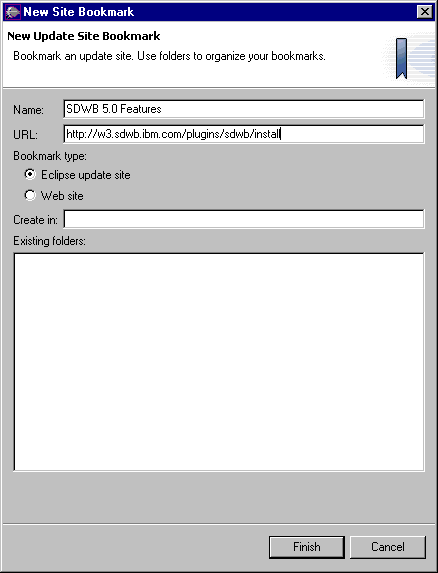 New Site Bookmark
New Update Site Bookmark
Bookmark an update site. Use folders to organize your bookmarks.
Name: SDWB 5.0 Features
URL: http://w3.sdwb.ibm.com/plugins/sdwb/install
Bookmark type:
Eclipse update site
Web site
Create in:
Existing folders:
Finish Cancel